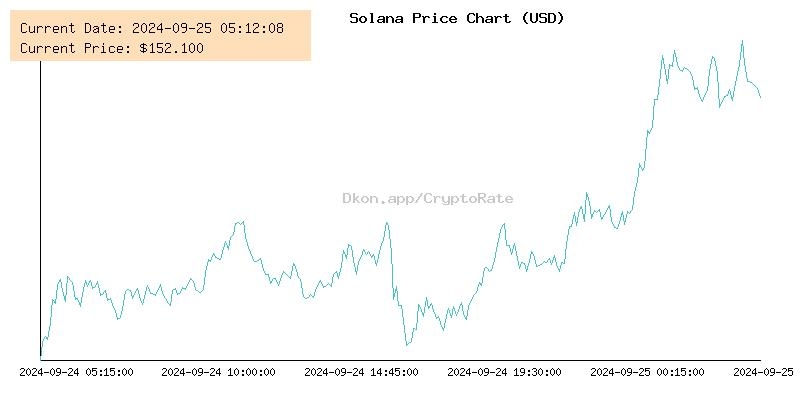 Solana Price Chart (USD)
Current Date: 2024-09-25 05:12:08
Current Price: $152.100
Dkon.app/CryptoRate
2024-09-24 05:15:00 2024-09-24 10:00:00 2024-09-24 14:45:00 2024-09-24 19:30:00 2024-09-25 00:15:00 2024-09-25